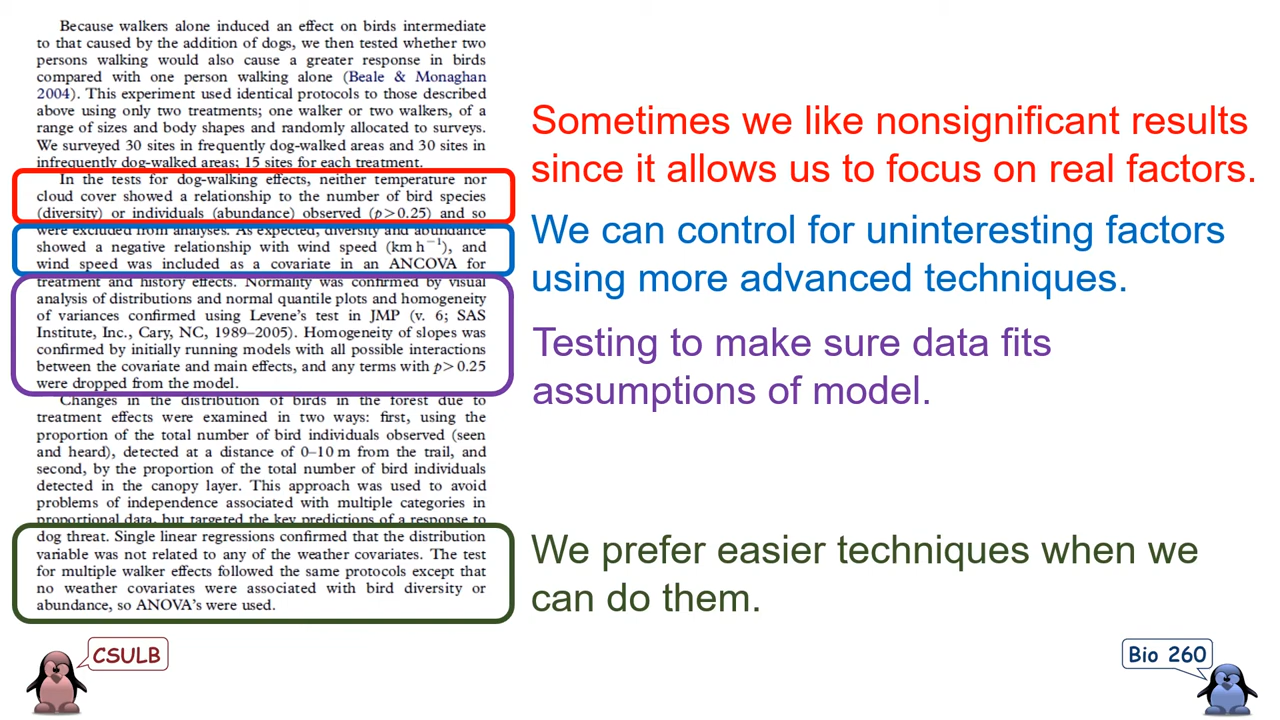 Because walkers alone induced an effect on birds intermediate
to that caused by the addition of dogs, we then tested whether two
persons walking would also cause a greater response in birds
compared with one person walking alone (Beale & Monaghan
2004). This experiment used identical protocols to those described
above using only two treatments; one walker or two walkers, of a
range of sizes and body shapes and randomly allocated to surveys.
We surveyed 30 sites in frequently dog-walked areas and 30 sites in
infrequently dog-walked areas; 15 sites for each treatment.
In the tests for dog-walking effects, neither temperature nor
cloud cover showed a relationship to the number of bird species
(diversity) or individuals (abundance) observed (p>0.25) and so
were excluded from analyses. As expected, diversity and abundance
showed a negative relationship with wind speed (km h⁻¹), and
wind speed was included as a covariate in an ANCOVA for
treatment and history effects. Normality was confirmed by visual
analysis of distributions and normal quantile plots and homogeneity
of variances confirmed using Levene's test in JMP (v. 6; SAS
Institute, Inc., Cary, NC, 1989–2005). Homogeneity of slopes was
confirmed by initially running models with all possible interactions
between the covariate and main effects, and any terms with p>0.25
were dropped from the model.
Changes in the distribution of birds in the forest due to
treatment effects were examined in two ways: first, using the
proportion of the total number of bird individuals observed (seen
and heard), detected at a distance of 0–10 m from the trail, and
second, by the proportion of the total number of bird individuals
detected in the canopy layer. This approach was used to avoid
problems of independence associated with multiple categories in
proportional data, but targeted the key predictions of a response to
dog threat. Single linear regressions confirmed that the distribution
variable was not related to any of the weather covariates. The test
for multiple walker effects followed the same protocols except that
no weather covariates were associated with bird diversity or
abundance, so ANOVA's were used.
Sometimes we like nonsignificant results
since it allows us to focus on real factors.
We can control for uninteresting factors
using more advanced techniques.
Testing to make sure data fits
assumptions of model.
We prefer easier techniques when we
can do them.
CSULB
Bio 260